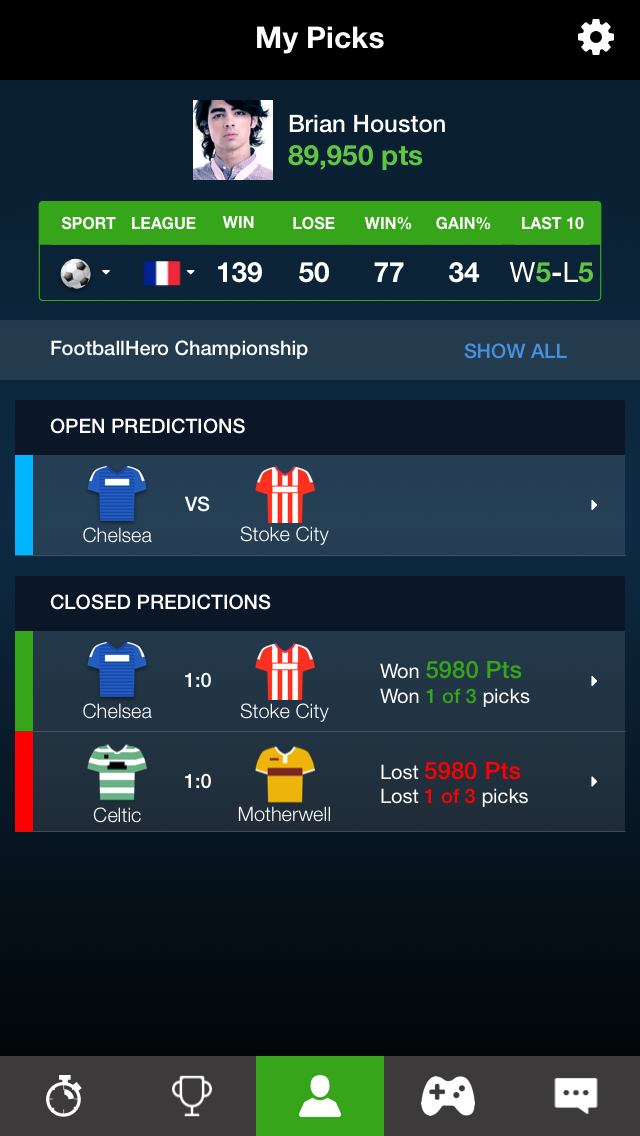 My Picks
Brian Houston
89,950 pts
SPORT LEAGUE WIN LOSE WIN% GAIN% LAST 10
139 50 77 34 W5-L5
FootballHero Championship SHOW ALL
OPEN PREDICTIONS
VS
Chelsea Stoke City
CLOSED PREDICTIONS
1:0 Won 5980 Pts
Won 1 of 3 picks
Chelsea Stoke City
1:0 Lost 5980 Pts
Lost 1 of 3 picks
Celtic Motherwell